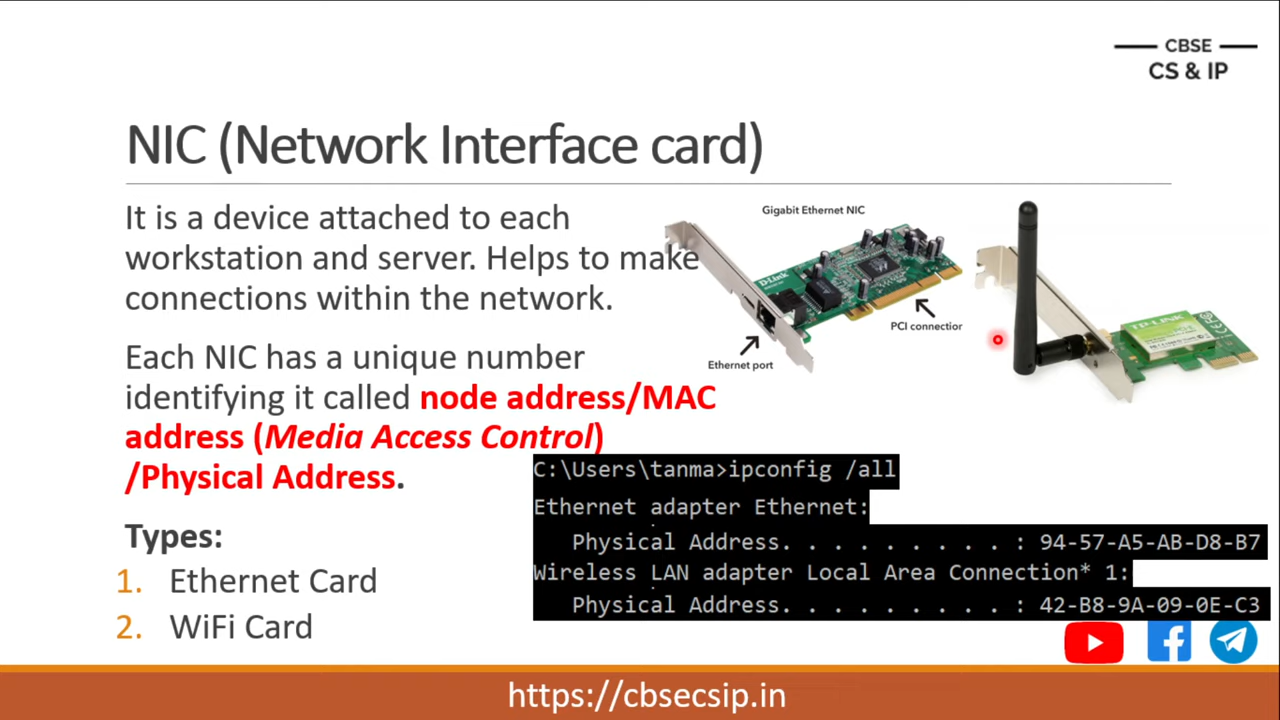 CBSE
CS & IP
NIC (Network Interface card)
It is a device attached to each
workstation and server. Helps to make
connections within the network.
Each NIC has a unique number
identifying it called node address/MAC
address (Media Access Control)
/Physical Address.
Types:
1. Ethernet Card
2. WiFi Card
Gigabit Ethernet NIC
D-Link
PCI connectior
Ethernet port
TP-LINK
C:\Users\tanma>ipconfig /all
Ethernet adapter Ethernet:
Physical Address. . . . . . . . . : 94-57-A5-AB-D8-B7
Wireless LAN adapter Local Area Connection* 1:
Physical Address. . . . . . . . . : 42-B8-9A-09-0E-C3
https://cbsecsip.in